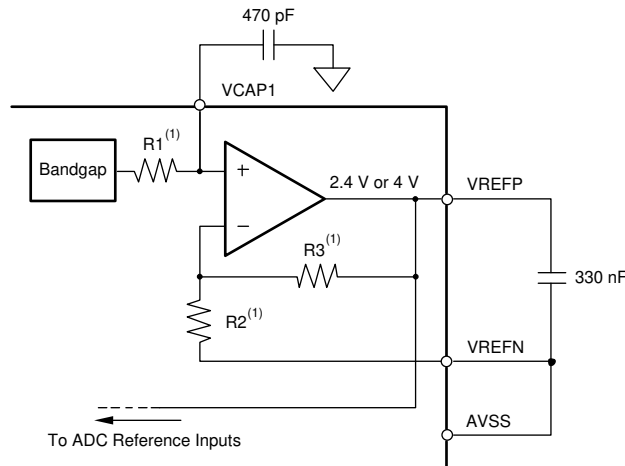 470 pF
VCAP1
R1(1)
Bandgap
+
2.4 V or 4 V
VREFP
−
R3(1)
330 nF
R2(1)
VREFN
AVSS
To ADC Reference Inputs